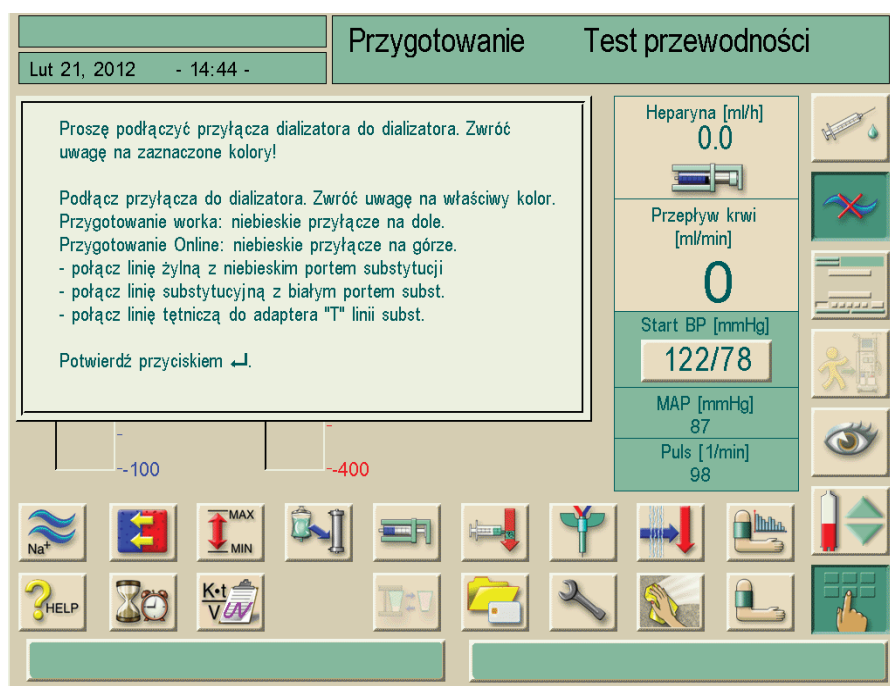 Przygotowanie Test przewodności
Lut 21, 2012 - 14:44 -
Proszę podłączyć przyłącza dializatora do dializatora. Zwróć
uwagę na zaznaczone kolory!
Podłącz przyłącza do dializatora. Zwróć uwagę na właściwy kolor.
Przygotowanie worka: niebieskie przyłącze na dole.
Przygotowanie Online: niebieskie przyłącze na górze.
- połącz linię żylną z niebieskim portem substytucji
- połącz linię substytucyjną z białym portem subst.
- połącz linię tętniczą do adaptera "T" linii subst.
Potwierdź przyciskiem ↵.
Heparyna [ml/h]
0.0
Przepływ krwi
[ml/min]
0
Start BP [mmHg]
122/78
MAP [mmHg]
87
Puls [1/min]
98
-100
-400
Na+
MAX
MIN
HELP
K•t
V
UV